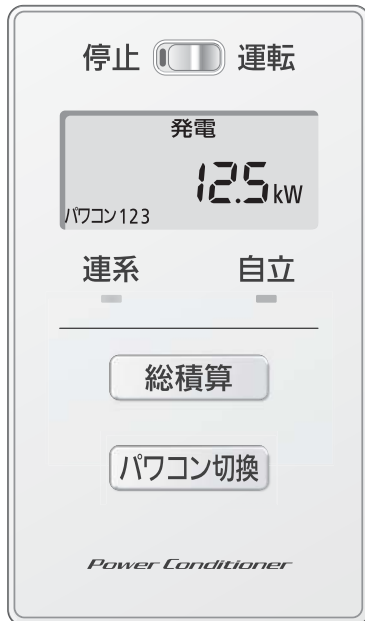 停止 運転
発電
12.5kW
パワコン123
連系 自立
総積算
パワコン切換
Power Conditioner